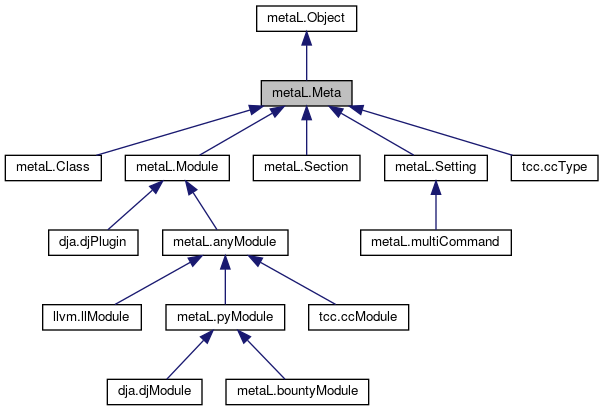 metaL.Object
metaL.Meta
metaL.Class
metaL.Module
metaL.Section
metaL.Setting
tcc.ccType
dja.djPlugin
metaL.anyModule
metaL.multiCommand
llvm.llModule
metaL.pyModule
tcc.ccModule
dja.djModule
metaL.bountyModule